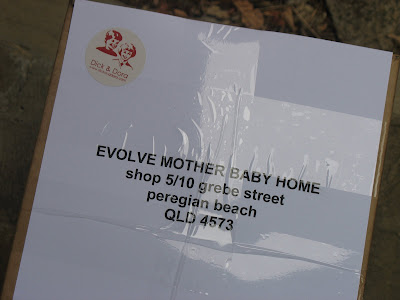 Dick & Dora
EVOLVE MOTHER BABY HOME
shop 5/10 grebe street
peregian beach
QLD 4573